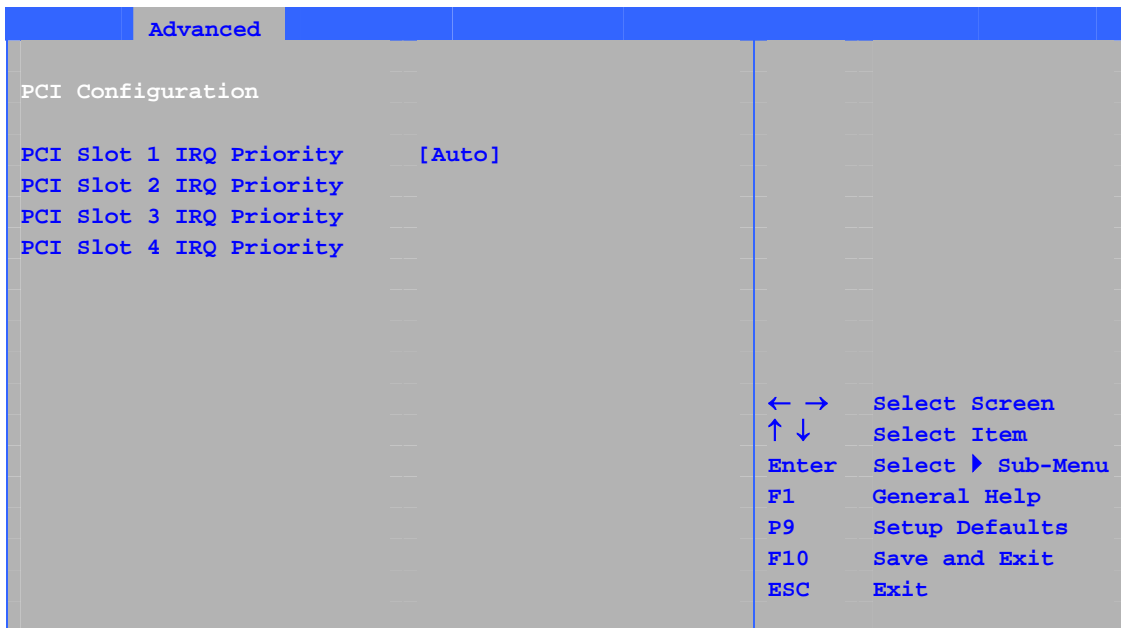 Advanced
PCI Configuration
PCI Slot 1 IRQ Priority [Auto]
PCI Slot 2 IRQ Priority
PCI Slot 3 IRQ Priority
PCI Slot 4 IRQ Priority
← → Select Screen
↑ ↓ Select Item
Enter Select ▶ Sub-Menu
F1 General Help
P9 Setup Defaults
F10 Save and Exit
ESC Exit